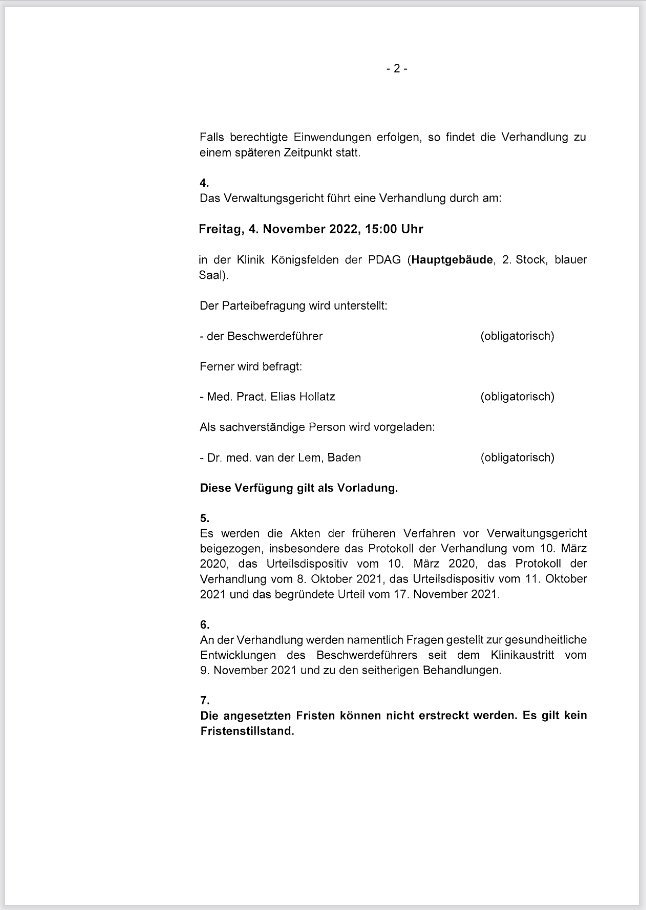 - 2 -
Falls berechtigte Einwendungen erfolgen, so findet die Verhandlung zu
einem späteren Zeitpunkt statt.
4.
Das Verwaltungsgericht führt eine Verhandlung durch am:
Freitag, 4. November 2022, 15:00 Uhr
in der Klinik Königsfelden der PDAG (Hauptgebäude, 2. Stock, blauer
Saal).
Der Parteibefragung wird unterstellt:
- der Beschwerdeführer (obligatorisch)
Ferner wird befragt:
- Med. Pract. Elias Hollatz (obligatorisch)
Als sachverständige Person wird vorgeladen:
- Dr. med. van der Lem, Baden (obligatorisch)
Diese Verfügung gilt als Vorladung.
5.
Es werden die Akten der früheren Verfahren vor Verwaltungsgericht
beigezogen, insbesondere das Protokoll der Verhandlung vom 10. März
2020, das Urteilsdispositiv vom 10. März 2020, das Protokoll der
Verhandlung vom 8. Oktober 2021, das Urteilsdispositiv vom 11. Oktober
2021 und das begründete Urteil vom 17. November 2021.
6.
An der Verhandlung werden namentlich Fragen gestellt zur gesundheitliche
Entwicklungen des Beschwerdeführers seit dem Klinikaustritt vom
9. November 2021 und zu den seitherigen Behandlungen.
7.
Die angesetzten Fristen können nicht erstreckt werden. Es gilt kein
Fristenstillstand.